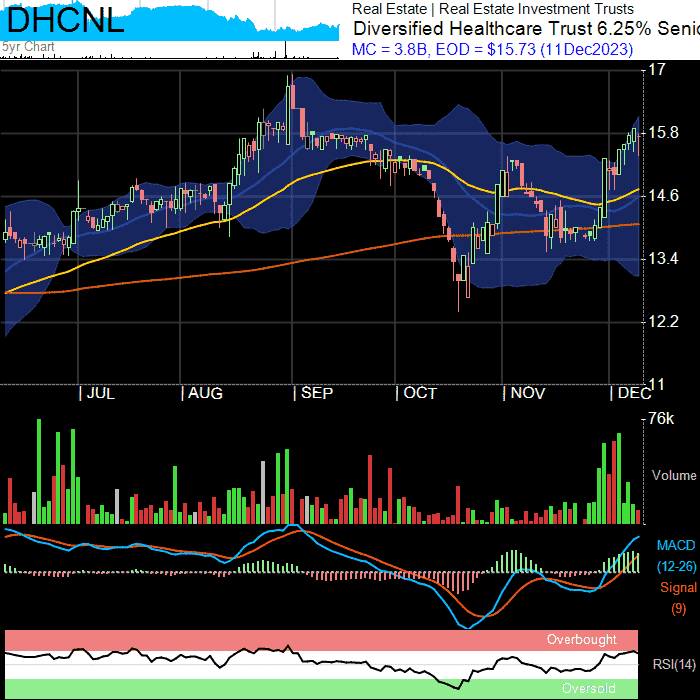 DHCNL
5yr Chart
Real Estate | Real Estate Investment Trusts
Diversified Healthcare Trust 6.25% Senio
MC = 3.8B, EOD = $15.73 (11Dec2023)
17
15.8
14.6
13.4
12.2
11
| JUL | AUG | SEP | OCT | NOV | DEC
76k
Volume
MACD
(12-26)
Signal
(9)
Overbought
RSI(14)
Oversold